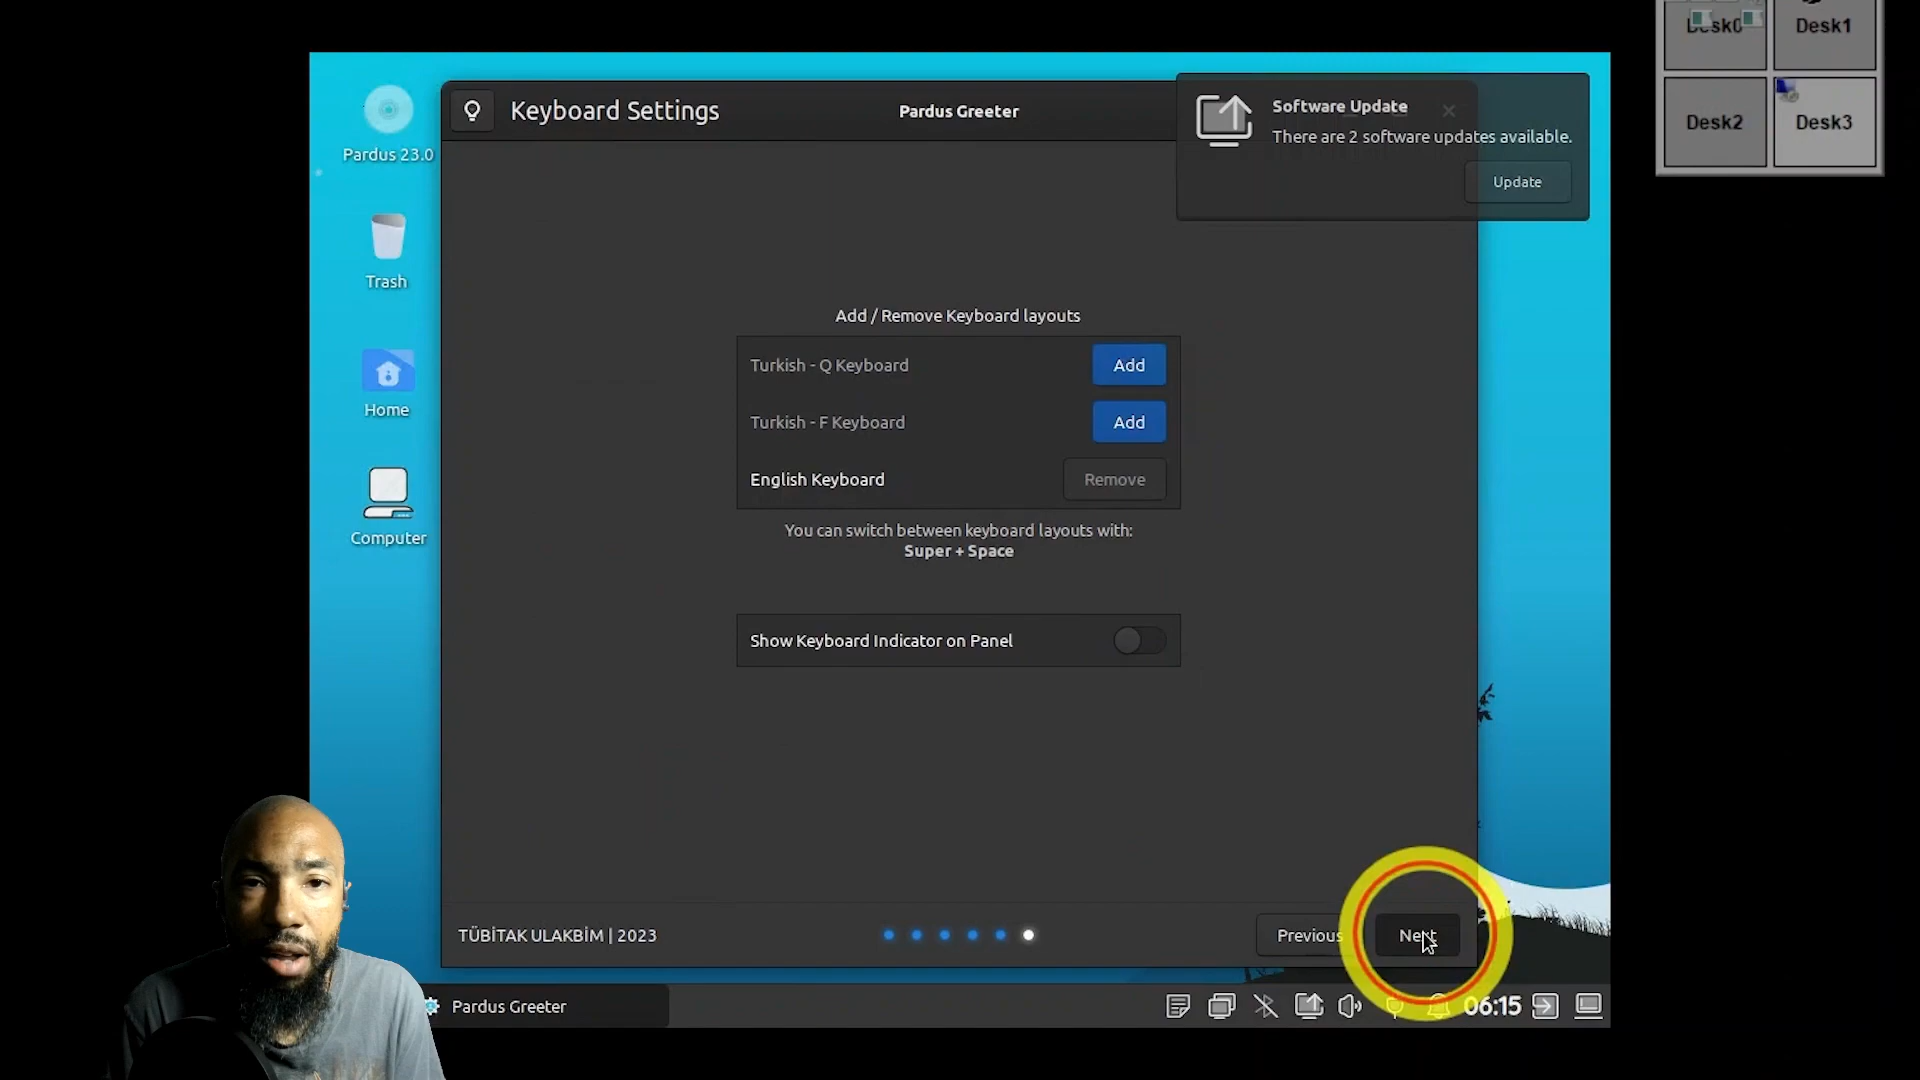 Desk0
Desk1
Desk2
Desk3
Pardus 23.0
Trash
Home
Computer
Keyboard Settings
Pardus Greeter
Software Update
There are 2 software updates available.
Update
Add / Remove Keyboard layouts
Turkish - Q Keyboard
Add
Turkish - F Keyboard
Add
English Keyboard
Remove
You can switch between keyboard layouts with:
Super + Space
Show Keyboard Indicator on Panel
TÜBİTAK ULAKBİM | 2023
Previous
Next
Pardus Greeter
06:15